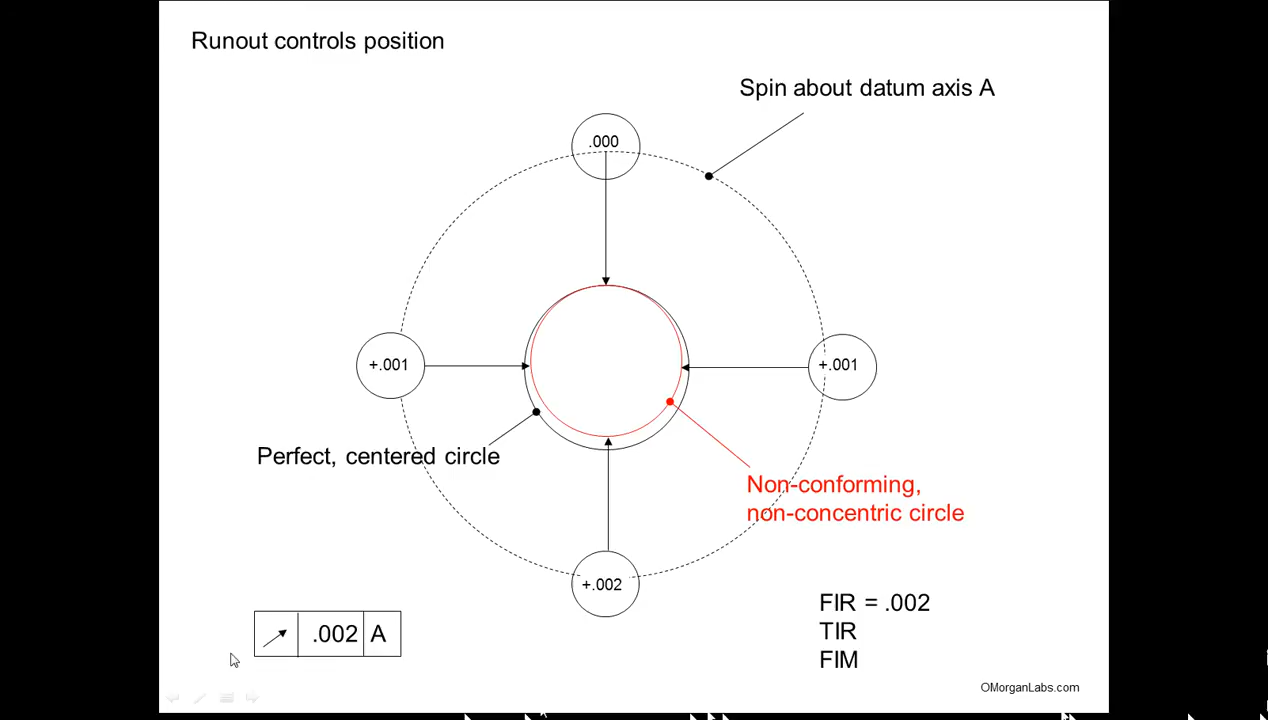 Runout controls position
Spin about datum axis A
.000
+.001
+.001
Perfect, centered circle
Non-conforming,
non-concentric circle
+.002
FIR = .002
TIR
FIM
.002 A
OMorganLabs.com